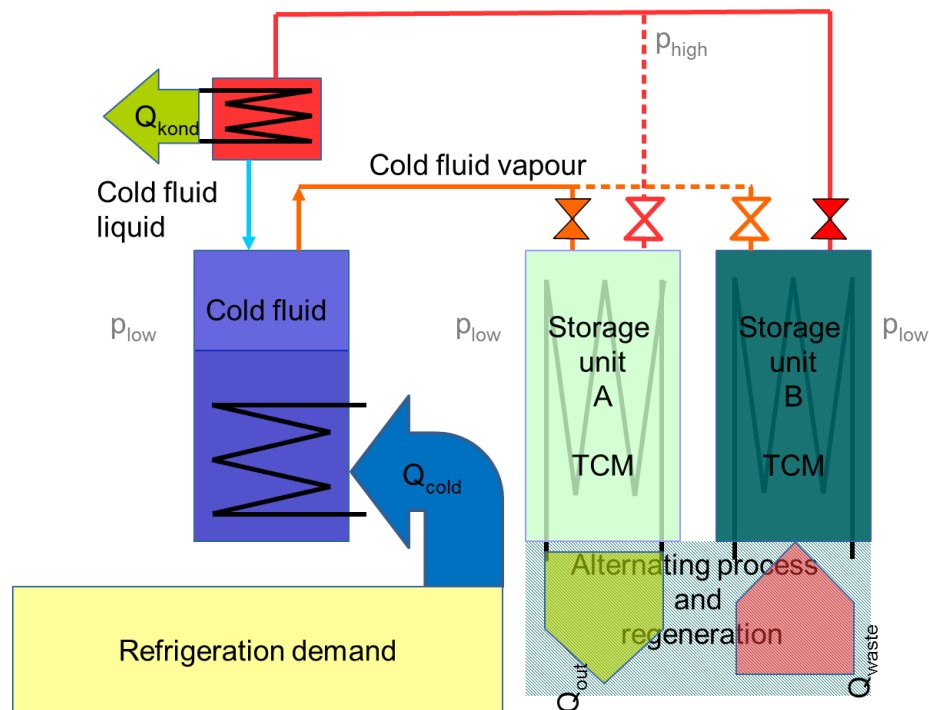 p_high
Q_kond
Cold fluid vapour
Cold fluid
liquid
Cold fluid
p_low
p_low
Storage
unit
A
TCM
Storage
unit
B
TCM
p_low
Q_cold
Alternating process
and
regeneration
Refrigeration demand
Q_out
Q_waste